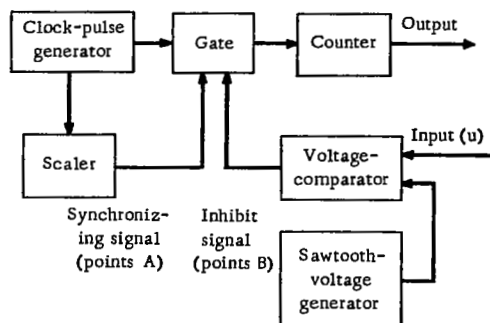 Clock-pulse
generator
Gate
Counter
Output
Scaler
Input (u)
Voltage-
comparator
Synchroniz-
ing signal
(points A)
Inhibit
signal
(points B)
Sawtooth-
voltage
generator